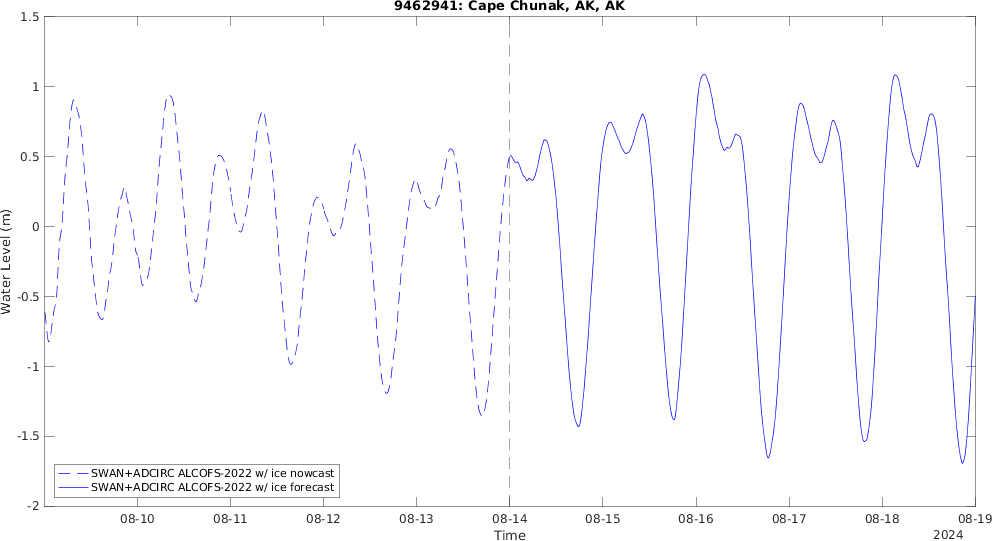 9462941: Cape Chunak, AK, AK
1.5
1
0.5
0
-0.5
-1
-1.5
-2
Water Level (m)
SWAN+ADCIRC ALCOFS-2022 w/ ice nowcast
SWAN+ADCIRC ALCOFS-2022 w/ ice forecast
08-10 08-11 08-12 08-13 08-14 08-15 08-16 08-17 08-18 08-19
Time
2024